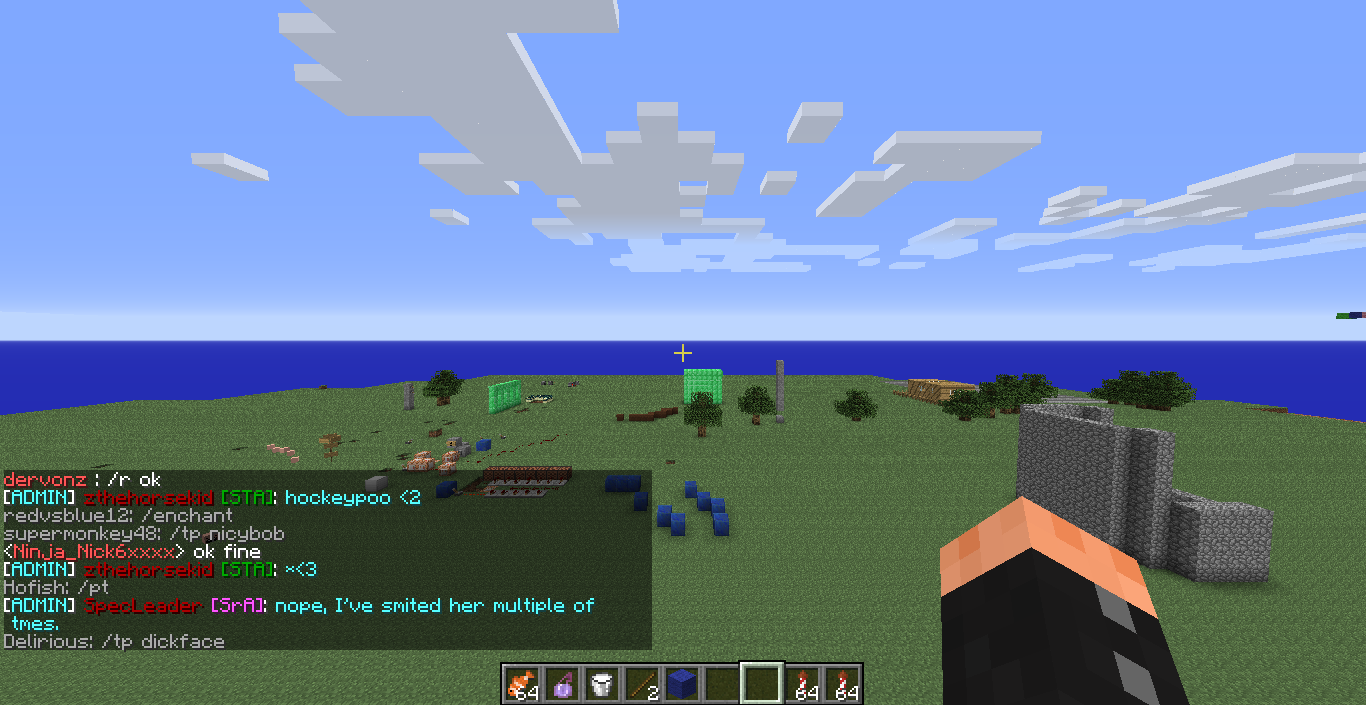 dervonz : /r ok
[ADMIN] zthehorsekid [STA]: hockeypoo <2
redvsblue12: /enchant
supermonkey48: /tp nicybob
<Ninja_Nick6xxxx> ok fine
[ADMIN] zthehorsekid [STA]: *<3
Hofish: /pt
[ADMIN] SpecLeader [SrA]: nope, I've smited her multiple of
tmes.
Delirious: /tp dickface
64 2 64 64